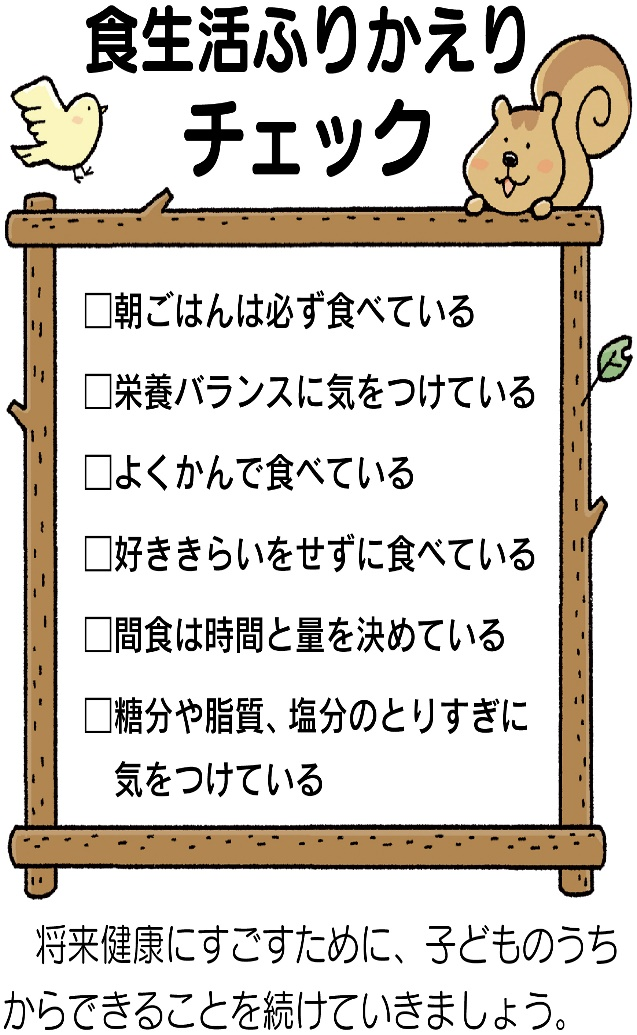 食生活ふりかえり
チェック
□朝ごはんは必ず食べている
□栄養バランスに気をつけている
□よくかんで食べている
□好ききらいをせずに食べている
□間食は時間と量を決めている
□糖分や脂質、塩分のとりすぎに
気をつけている
将来健康にすごすために、子どものうち
からできることを続けていきましょう。